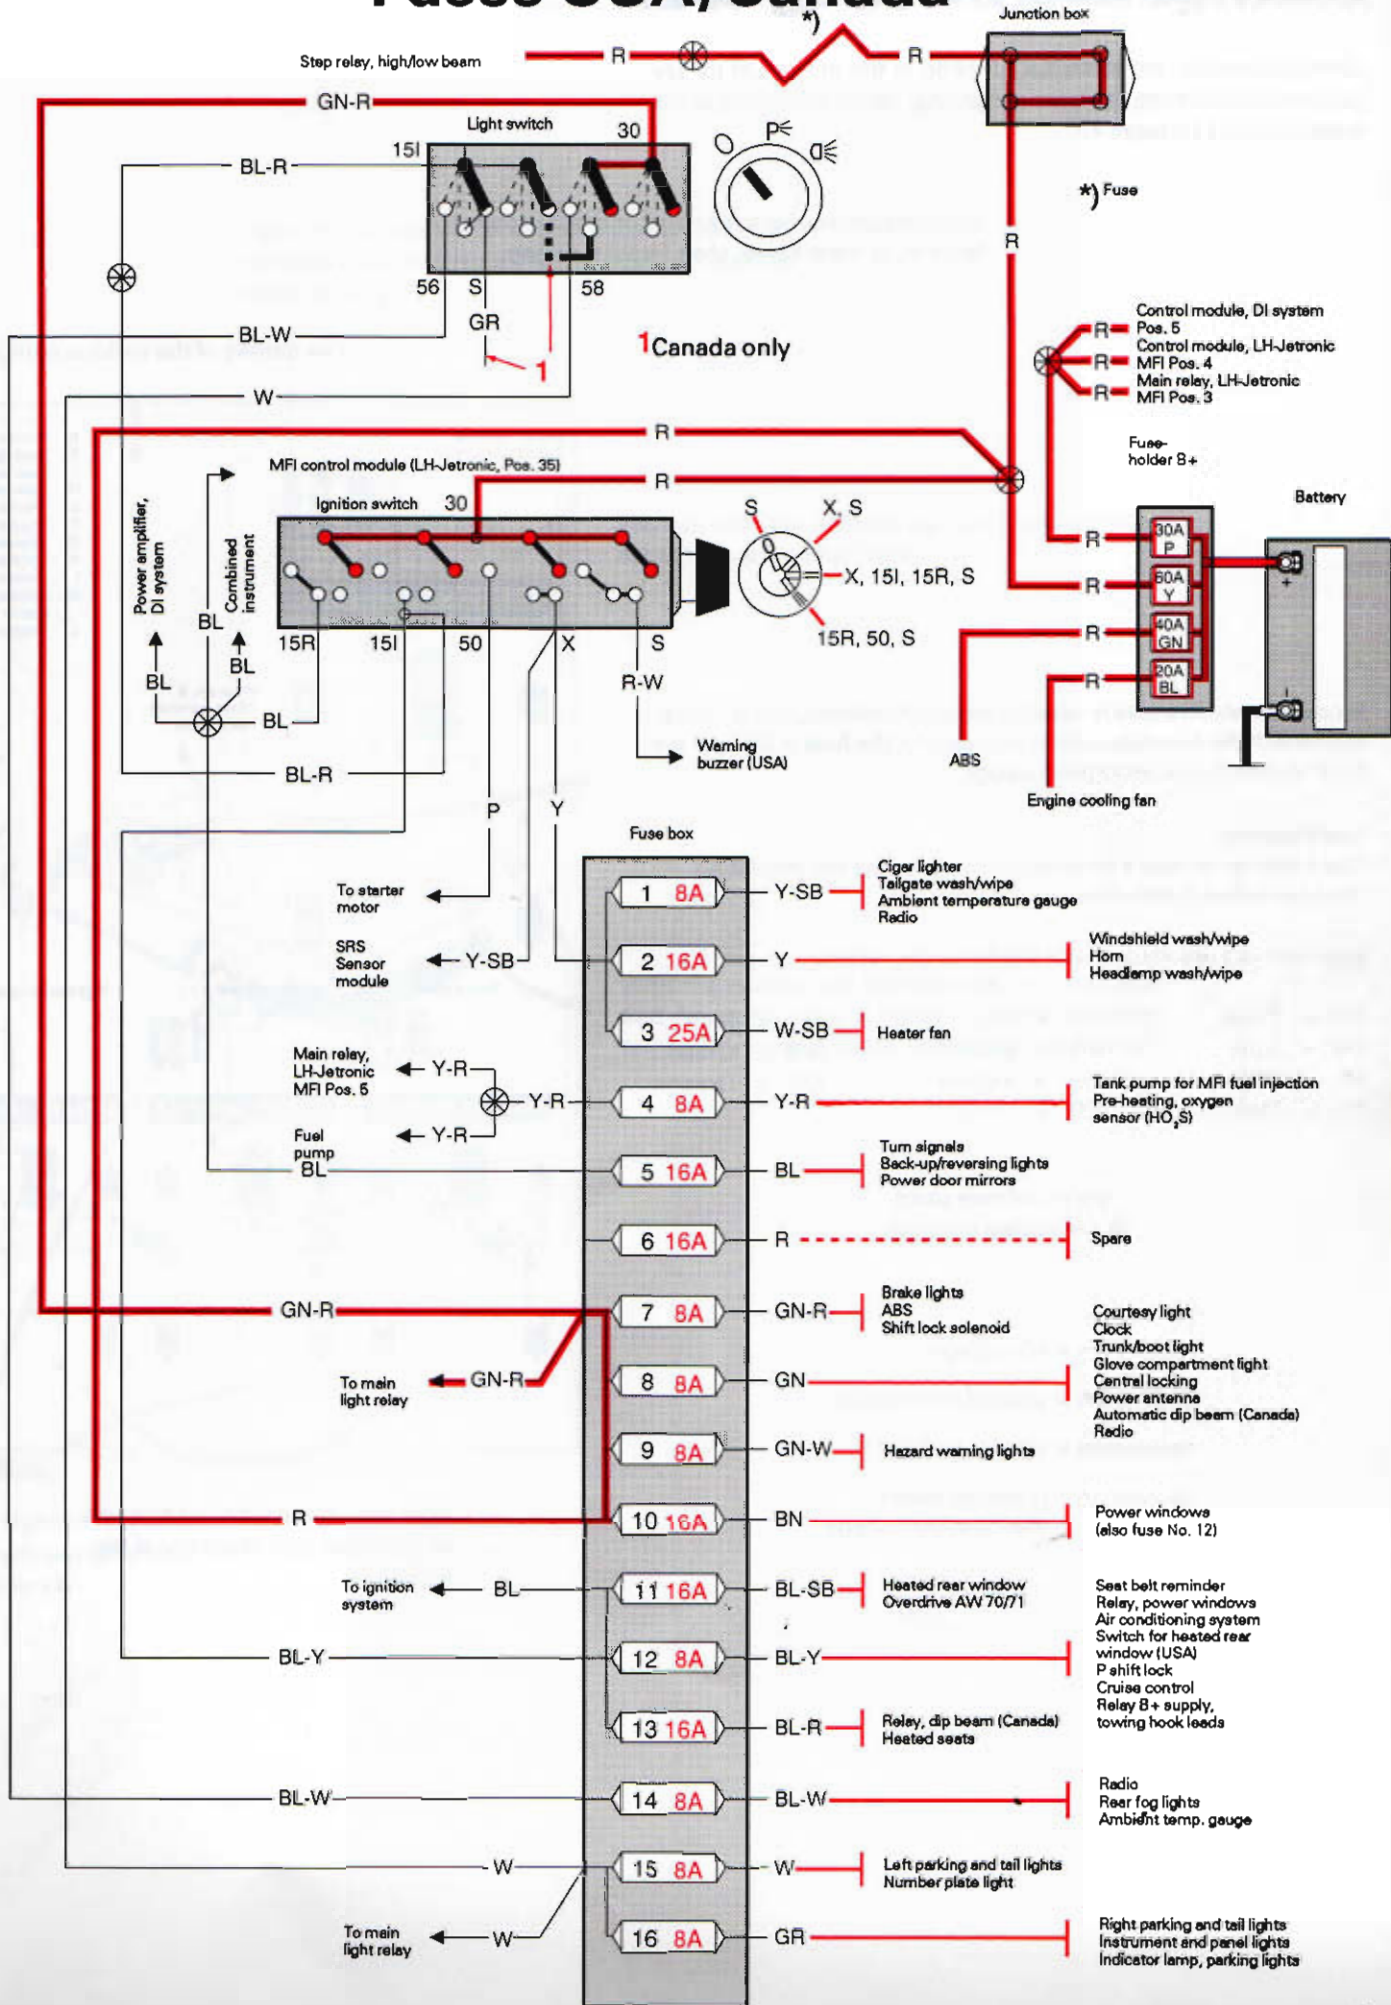 Fuses USA/Canada
Step relay, high/low beam
R
*)
R
Junction box
GN-R
Light switch
30
15I
BL-R
O
P
*) Fuse
R
56
S
58
GR
BL-W
1
1 Canada only
W
R
Control module, DI system
Pos. 5
R
Control module, LH-Jetronic
MFI Pos. 4
R
Main relay, LH-Jetronic
MFI Pos. 3
R
Fuse-
holder B+
Battery
MFI control module (LH-Jetronic, Pos. 35)
R
Ignition switch
30
S
X, S
O
X, 15I, 15R, S
15R, 50, S
R
30A
P
R
60A
Y
R
40A
GN
R
20A
BL
+
-
Power amplifier,
DI system
Combined
instrument
BL
BL
BL
BL
15R
15I
50
X
S
R-W
Warning
buzzer (USA)
ABS
Engine cooling fan
BL-R
P
Y
Fuse box
To starter
motor
1 8A
Y-SB
Cigar lighter
Tailgate wash/wipe
Ambient temperature gauge
Radio
SRS
Sensor
module
Y-SB
2 16A
Y
Windshield wash/wipe
Horn
Headlamp wash/wipe
3 25A
W-SB
Heater fan
Main relay,
LH-Jetronic
MFI Pos. 5
Y-R
Y-R
4 8A
Y-R
Tank pump for MFI fuel injection
Pre-heating, oxygen
sensor (HO₂S)
Fuel
pump
Y-R
BL
5 16A
BL
Turn signals
Back-up/reversing lights
Power door mirrors
6 16A
R
Spare
GN-R
7 8A
GN-R
Brake lights
ABS
Shift lock solenoid
To main
light relay
GN-R
8 8A
GN
Courtesy light
Clock
Trunk/boot light
Glove compartment light
Central locking
Power antenna
Automatic dip beam (Canada)
Radio
9 8A
GN-W
Hazard warning lights
R
10 16A
BN
Power windows
(also fuse No. 12)
To ignition
system
BL
11 16A
BL-SB
Heated rear window
Overdrive AW 70/71
BL-Y
12 8A
BL-Y
Seat belt reminder
Relay, power windows
Air conditioning system
Switch for heated rear
window (USA)
P shift lock
Cruise control
Relay B+ supply,
towing hook leads
13 16A
BL-R
Relay, dip beam (Canada)
Heated seats
BL-W
14 8A
BL-W
Radio
Rear fog lights
Ambient temp. gauge
W
15 8A
W
Left parking and tail lights
Number plate light
To main
light relay
W
16 8A
GR
Right parking and tail lights
Instrument and panel lights
Indicator lamp, parking lights